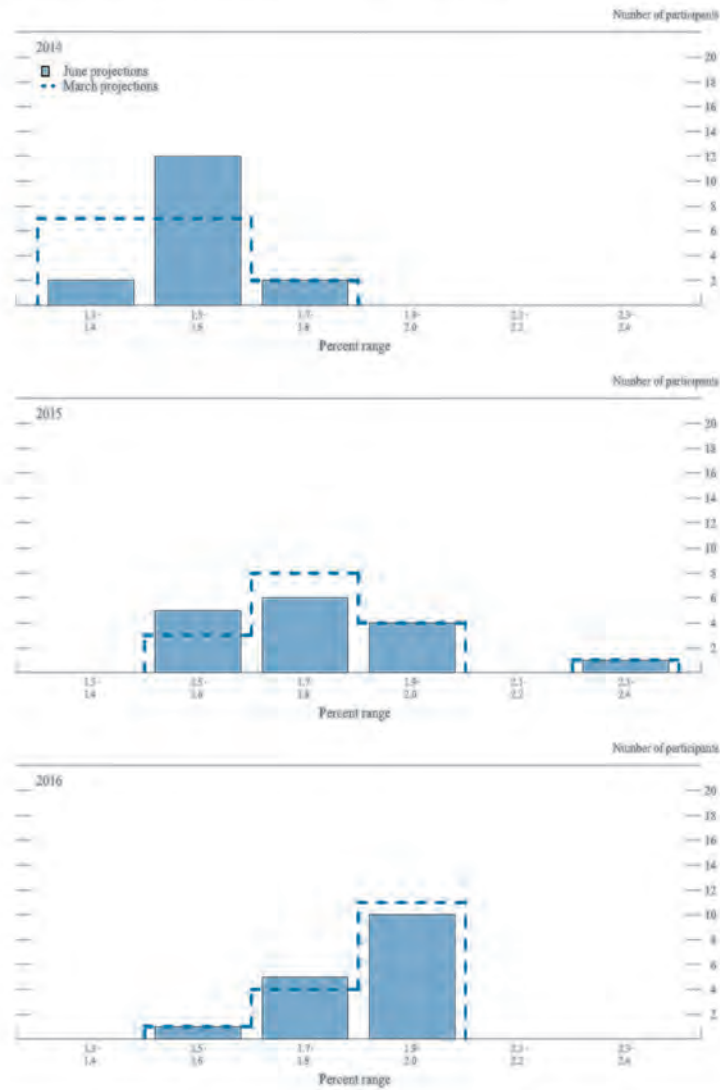 Number of participants
2014
June projections
March projections
20
18
16
14
12
10
8
6
4
2
1.3- 1.5- 1.7- 1.9- 2.1- 2.3-
1.4 1.6 1.8 2.0 2.2 2.4
Percent range
Number of participants
2015
20
18
16
14
12
10
8
6
4
2
1.3- 1.5- 1.7- 1.9- 2.1- 2.3-
1.4 1.6 1.8 2.0 2.2 2.4
Percent range
Number of participants
2016
20
18
16
14
12
10
8
6
4
2
1.3- 1.5- 1.7- 1.9- 2.1- 2.3-
1.4 1.6 1.8 2.0 2.2 2.4
Percent range